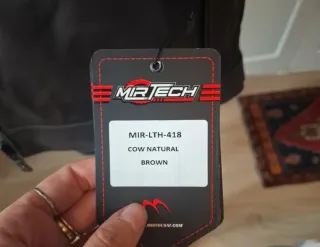 MIRTECH
MIR-LTH-418
COW NATURAL
BROWN